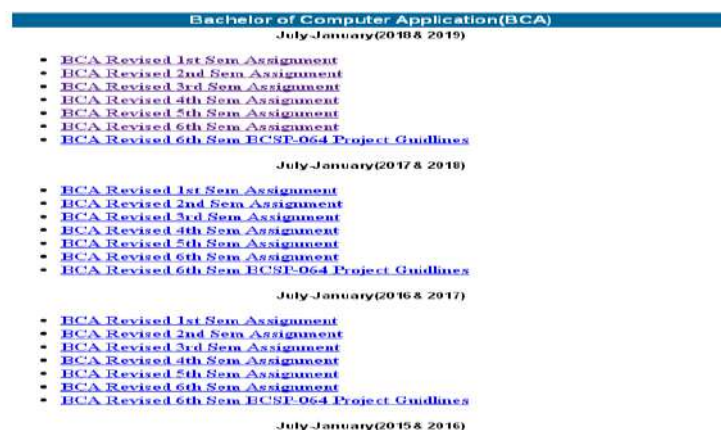 Bachelor of Computer Application(BCA)
July-January(2018 & 2019)
• BCA Revised 1st Sem Assignment
• BCA Revised 2nd Sem Assignment
• BCA Revised 3rd Sem Assignment
• BCA Revised 4th Sem Assignment
• BCA Revised 5th Sem Assignment
• BCA Revised 6th Sem Assignment
• BCA Revised 6th Sem BCSP-064 Project Guidlines
July-January(2017 & 2018)
• BCA Revised 1st Sem Assignment
• BCA Revised 2nd Sem Assignment
• BCA Revised 3rd Sem Assignment
• BCA Revised 4th Sem Assignment
• BCA Revised 5th Sem Assignment
• BCA Revised 6th Sem Assignment
• BCA Revised 6th Sem BCSP-064 Project Guidlines
July-January(2016 & 2017)
• BCA Revised 1st Sem Assignment
• BCA Revised 2nd Sem Assignment
• BCA Revised 3rd Sem Assignment
• BCA Revised 4th Sem Assignment
• BCA Revised 5th Sem Assignment
• BCA Revised 6th Sem Assignment
• BCA Revised 6th Sem BCSP-064 Project Guidlines
July-January(2015 & 2016)